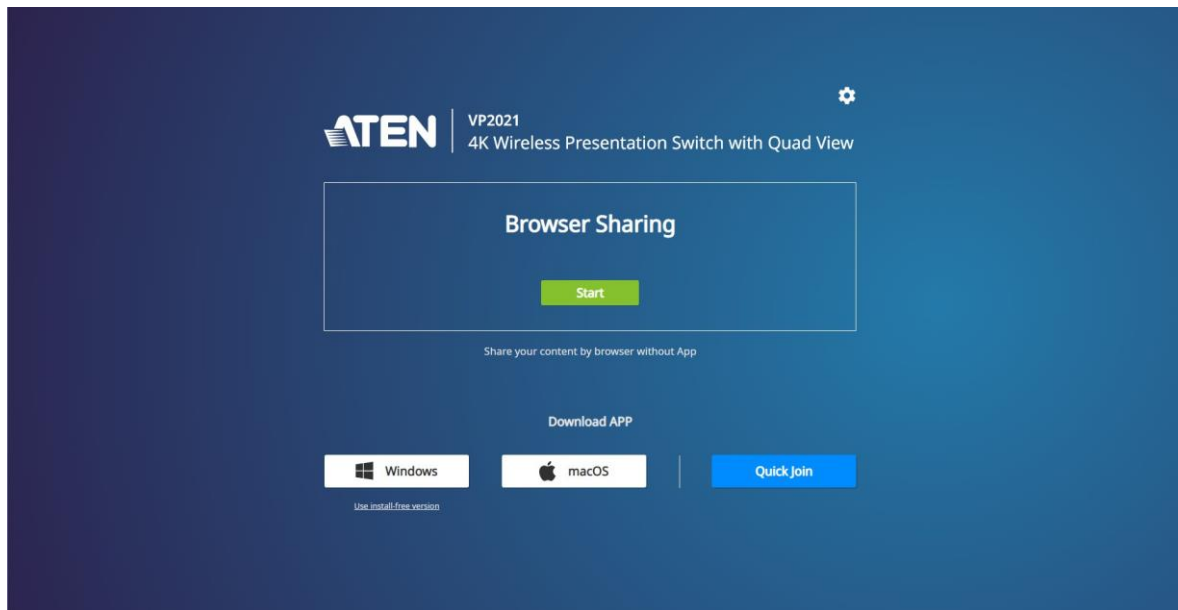 ATEN
VP2021
4K Wireless Presentation Switch with Quad View
Browser Sharing
Start
Share your content by browser without App
Download APP
Windows
macOS
Quick Join
Use install-free version